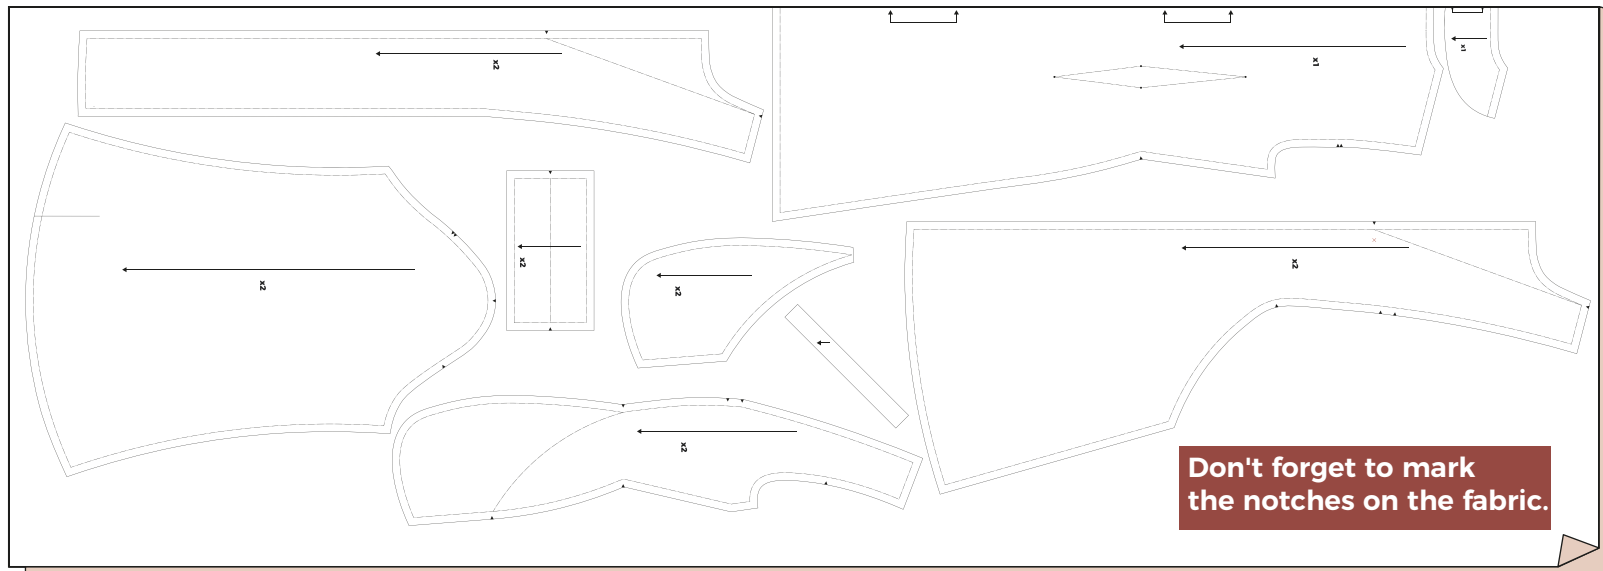 x2
x1
x1
x2
x2
x2
x2
x2
Don't forget to mark
the notches on the fabric.